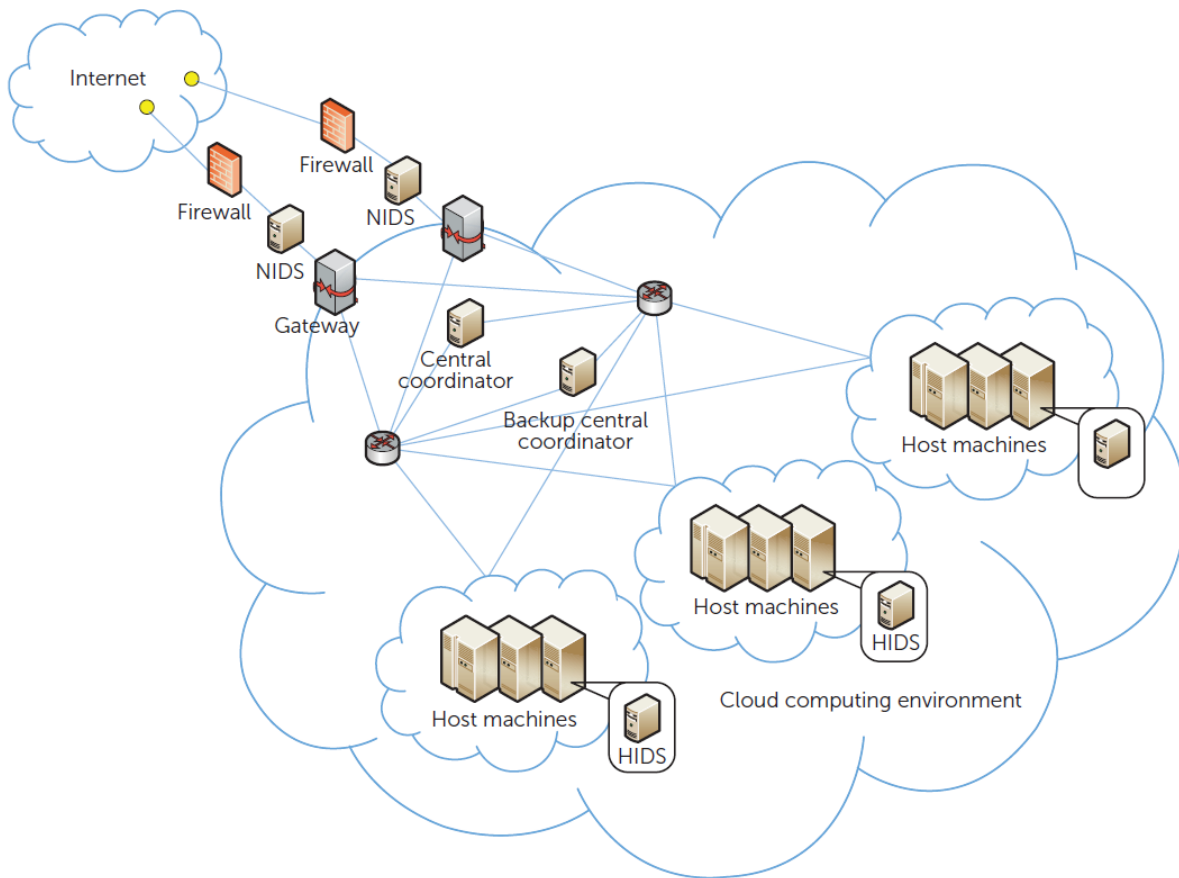 Internet
Firewall
Firewall
NIDS
NIDS
Gateway
Central
coordinator
Backup central
coordinator
Host machines
Host machines
HIDS
Host machines
HIDS
Cloud computing environment